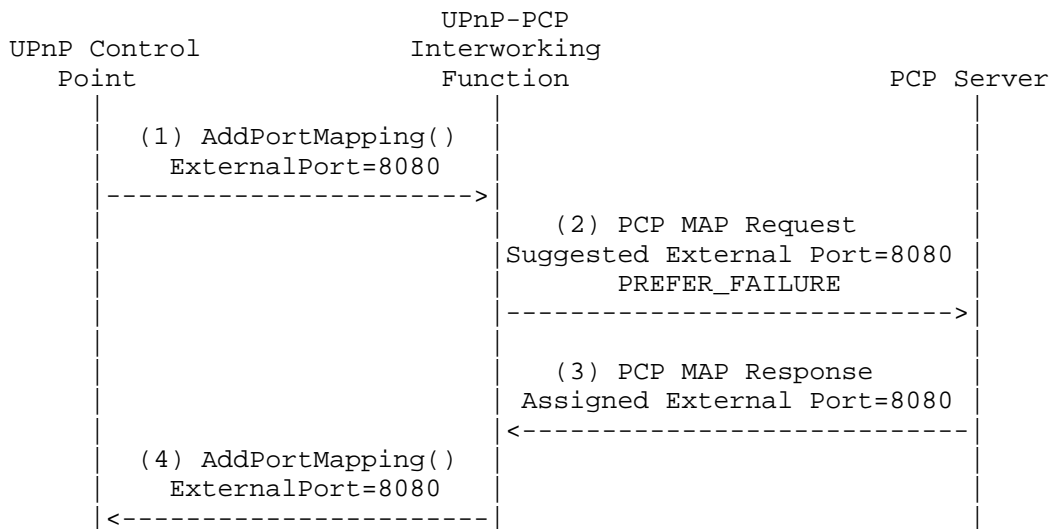 UPnP-PCP
UPnP Control Interworking
Point Function PCP Server
(1) AddPortMapping()
ExternalPort=8080
(2) PCP MAP Request
Suggested External Port=8080
PREFER_FAILURE
(3) PCP MAP Response
Assigned External Port=8080
(4) AddPortMapping()
ExternalPort=8080